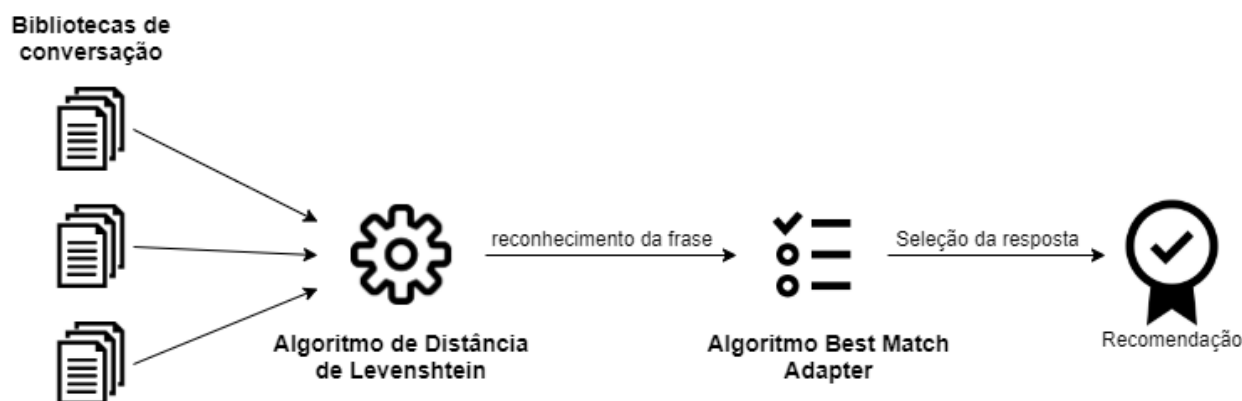 Bibliotecas de
conversação
reconhecimento da frase
Seleção da resposta
Algoritmo de Distância
de Levenshtein
Algoritmo Best Match
Adapter
Recomendação